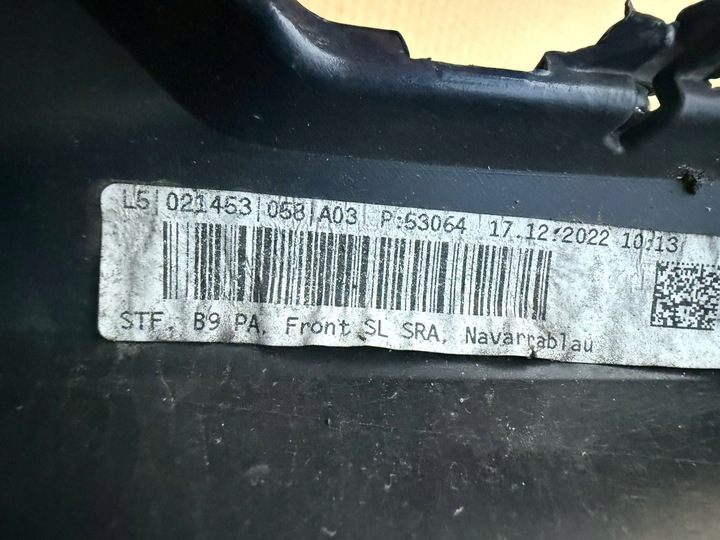 L5 | 021453 | 058 | A03 | P:53064 | 17.12.2022 10:13
STF, B9 PA, Front SL SRA, Navarrablau